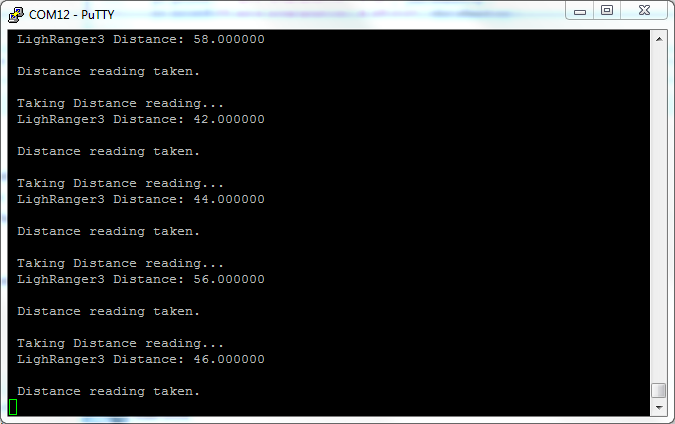 COM12 - PuTTY
LighRanger3 Distance: 58.000000
Distance reading taken.
Taking Distance reading...
LighRanger3 Distance: 42.000000
Distance reading taken.
Taking Distance reading...
LighRanger3 Distance: 44.000000
Distance reading taken.
Taking Distance reading...
LighRanger3 Distance: 56.000000
Distance reading taken.
Taking Distance reading...
LighRanger3 Distance: 46.000000
Distance reading taken.